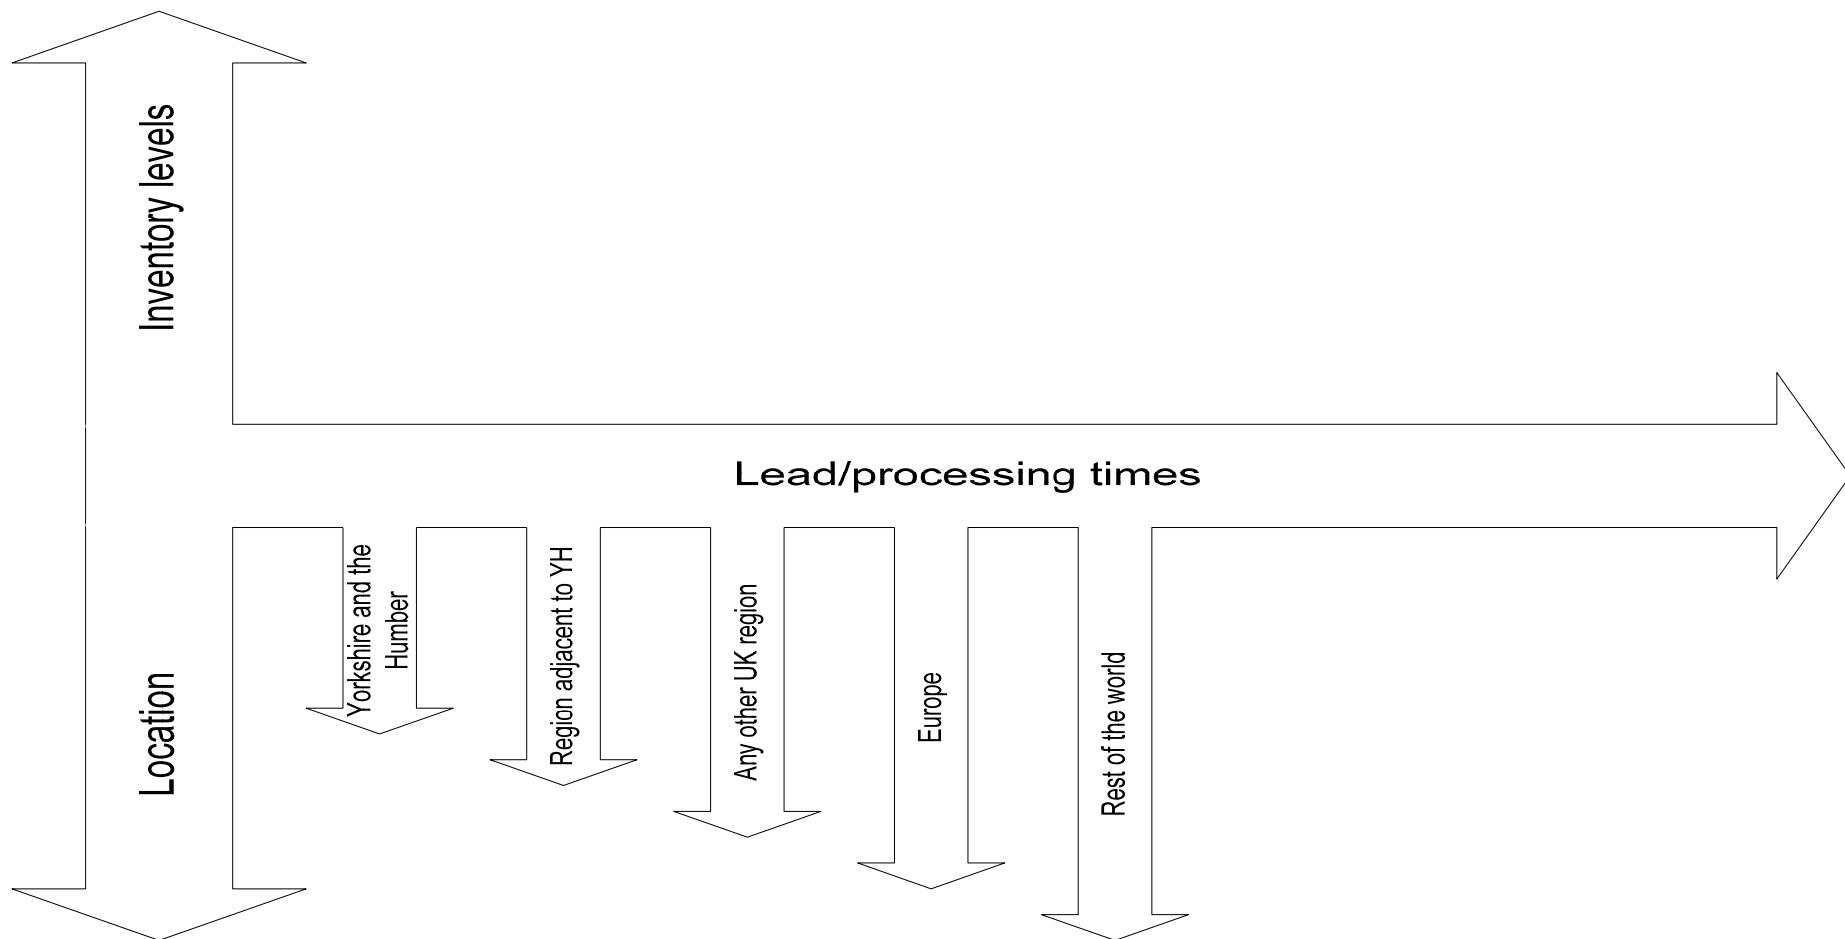 Inventory levels
Lead/processing times
Location
Yorkshire and the
Humber
Region adjacent to YH
Any other UK region
Europe
Rest of the world